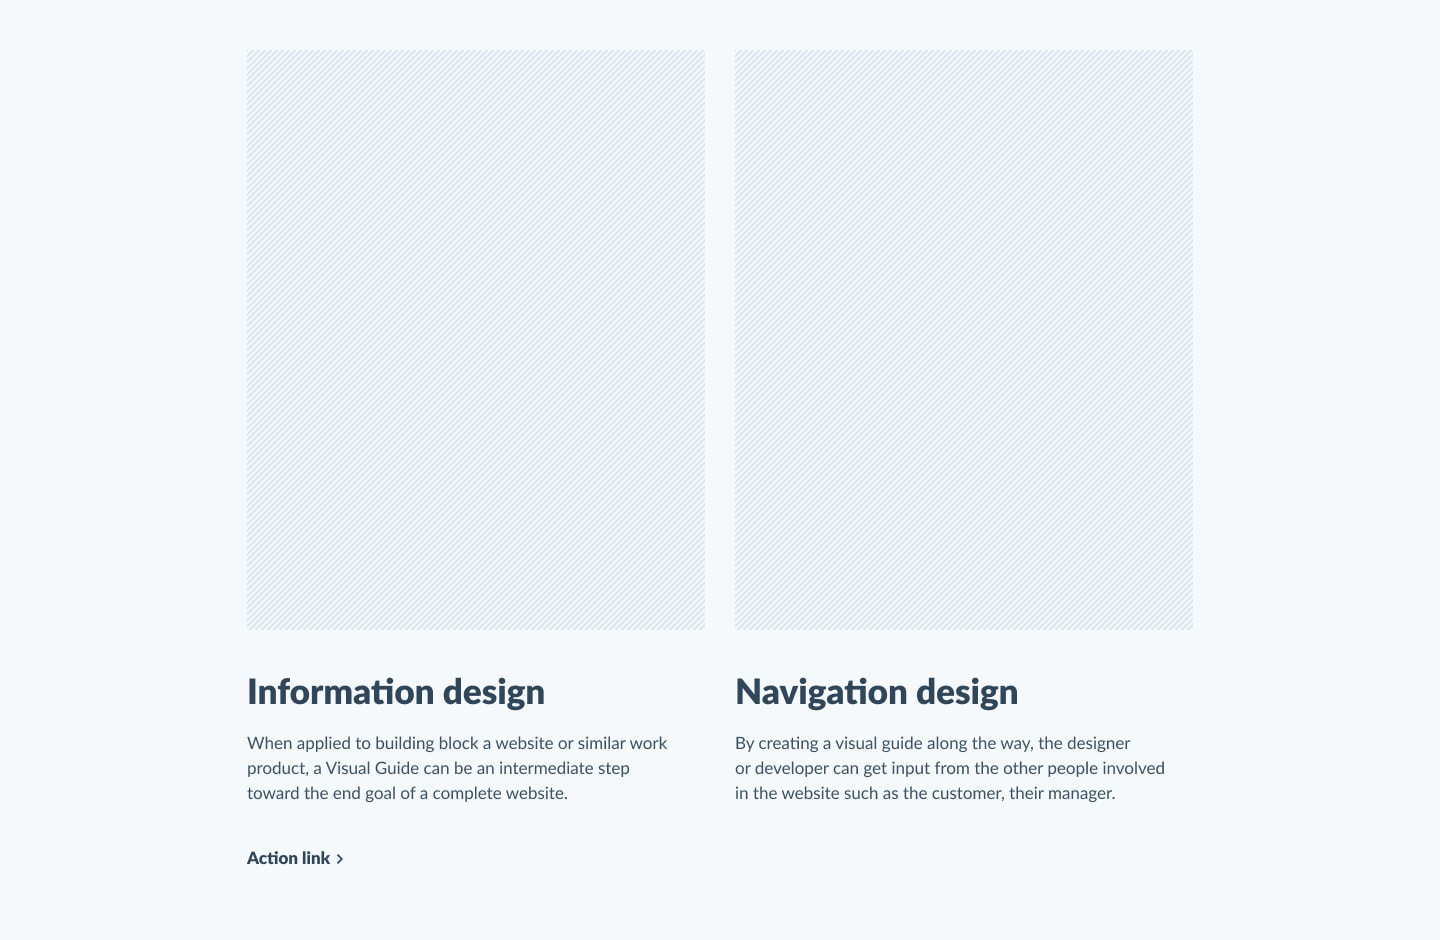 Information design
When applied to building block a website or similar work
product, a Visual Guide can be an intermediate step
toward the end goal of a complete website.
Action link
Navigation design
By creating a visual guide along the way, the designer
or developer can get input from the other people involved
in the website such as the customer, their manager.